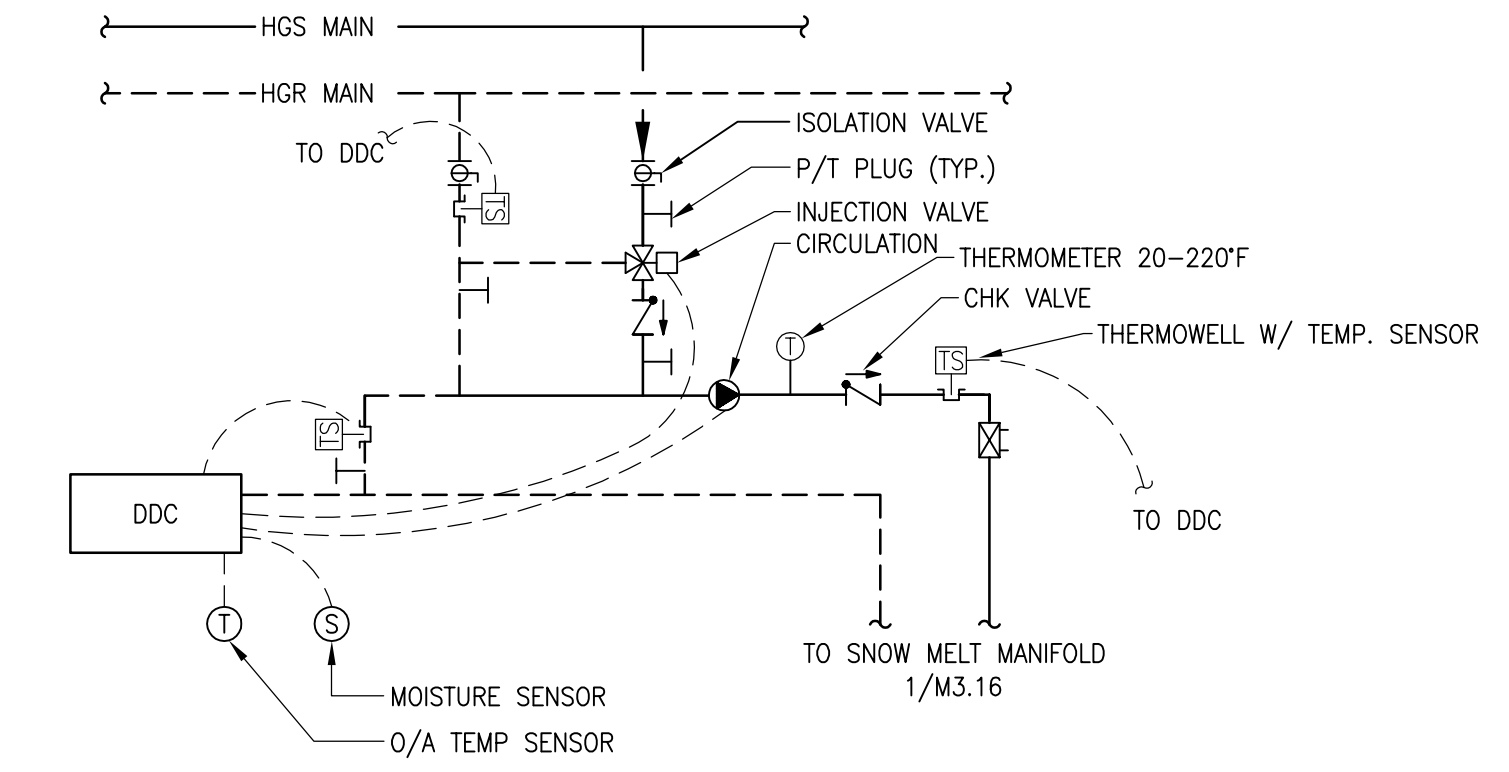 HGS MAIN
HGR MAIN
ISOLATION VALVE
TO DDC
P/T PLUG (TYP.)
TS
INJECTION VALVE
CIRCULATION
THERMOMETER 20-220°F
CHK VALVE
THERMOWELL W/ TEMP. SENSOR
T
TS
TS
DDC
TO DDC
T
S
TO SNOW MELT MANIFOLD
1/M3.16
MOISTURE SENSOR
O/A TEMP SENSOR